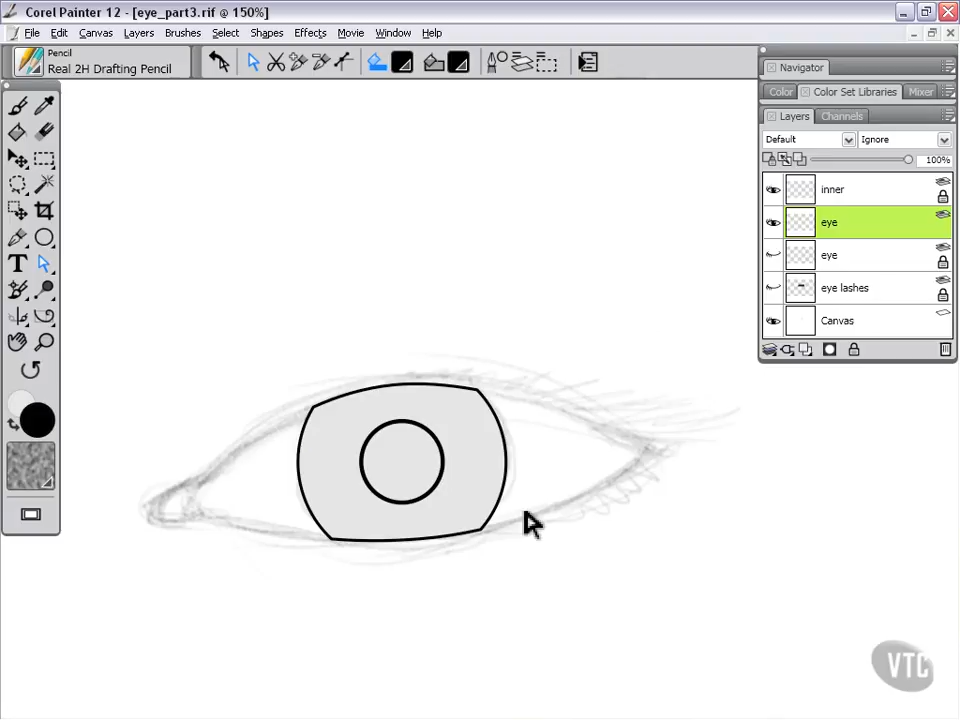 Corel Painter 12 - [eye_part3.rif @ 150%]
File Edit Canvas Layers Brushes Select Shapes Effects Movie Window Help
Pencil
Real 2H Drafting Pencil
Navigator
Color Color Set Libraries Mixer
Layers Channels
Default Ignore
100%
inner
eye
eye
eye lashes
Canvas
T
VTC